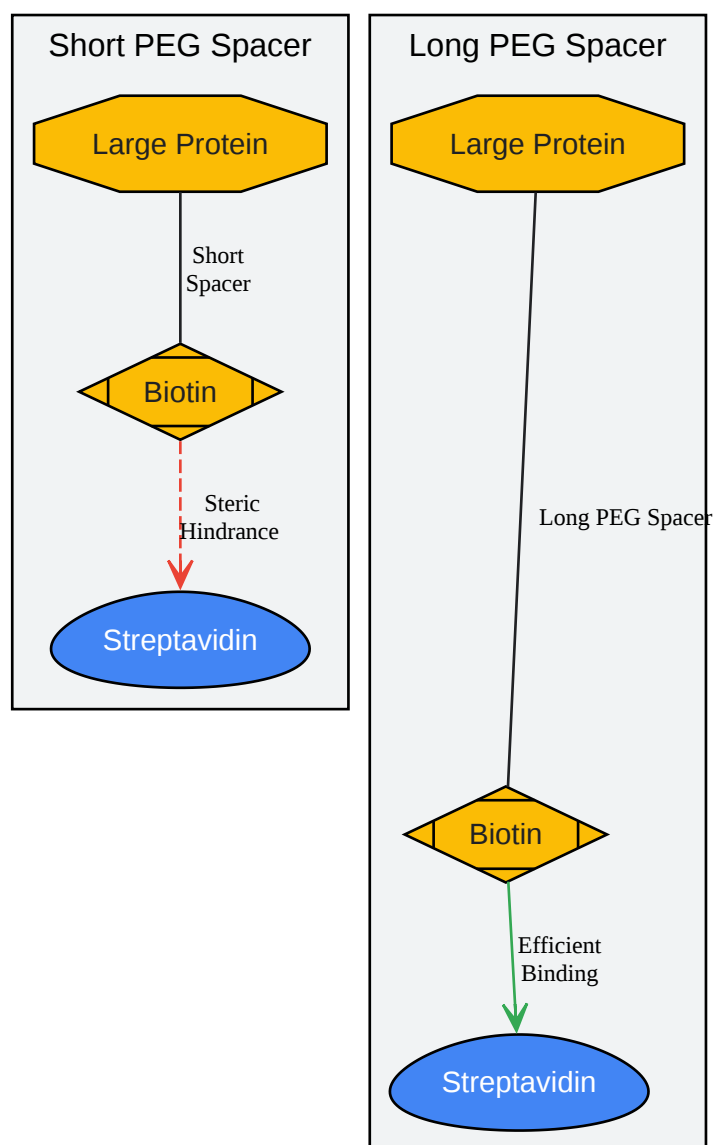 Short PEG Spacer
Large Protein
Short
Spacer
Biotin
Steric
Hindrance
Streptavidin
Long PEG Spacer
Large Protein
Long PEG Spacer
Biotin
Efficient
Binding
Streptavidin